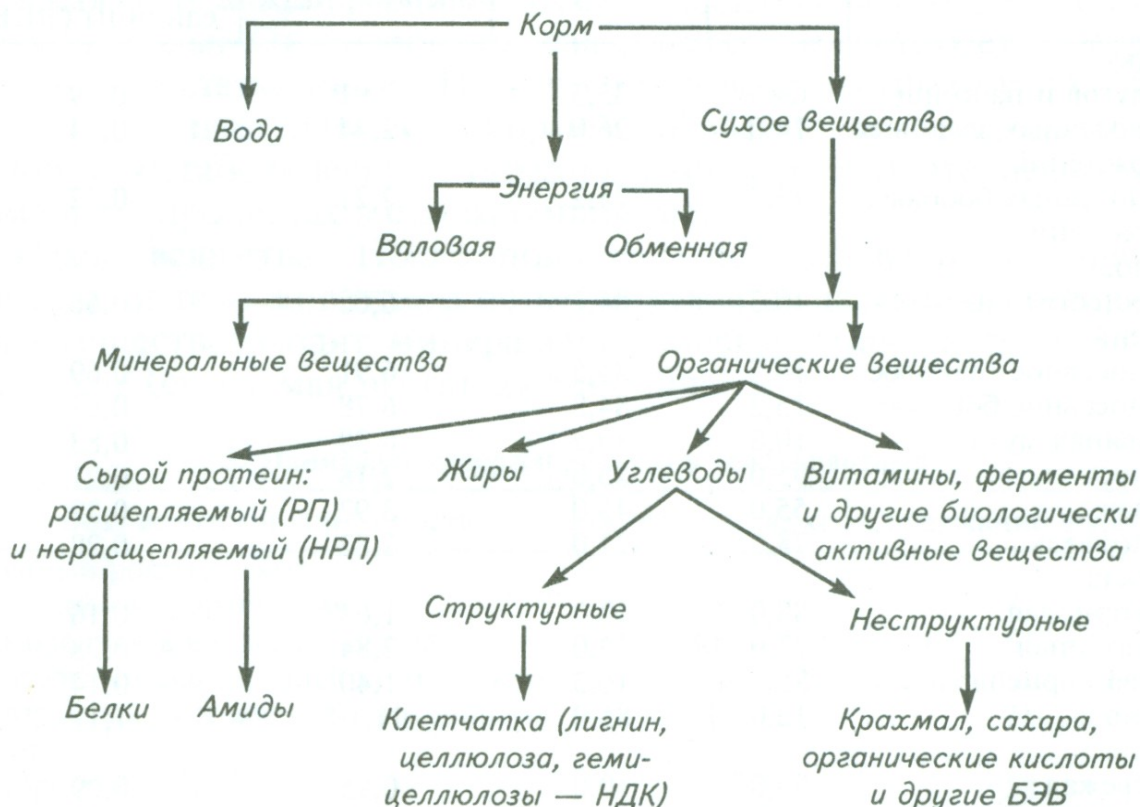 Корм
Вода
Сухое вещество
Энергия
Валовая
Обменная
Минеральные вещества
Органические вещества
Сырой протеин:
расщепляемый (РП)
и нерасщепляемый (НРП)
Жиры
Углеводы
Витамины, ферменты
и другие биологически
активные вещества
Структурные
Неструктурные
Белки
Амиды
Клетчатка (лигнин,
целлюлоза, геми-
целлюлозы — НДК)
Крахмал, сахара,
органические кислоты
и другие БЭВ